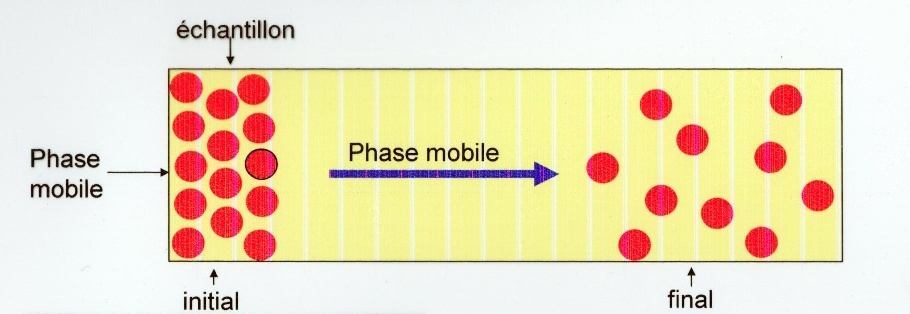 échantillon
Phase
mobile
Phase mobile
initial
final